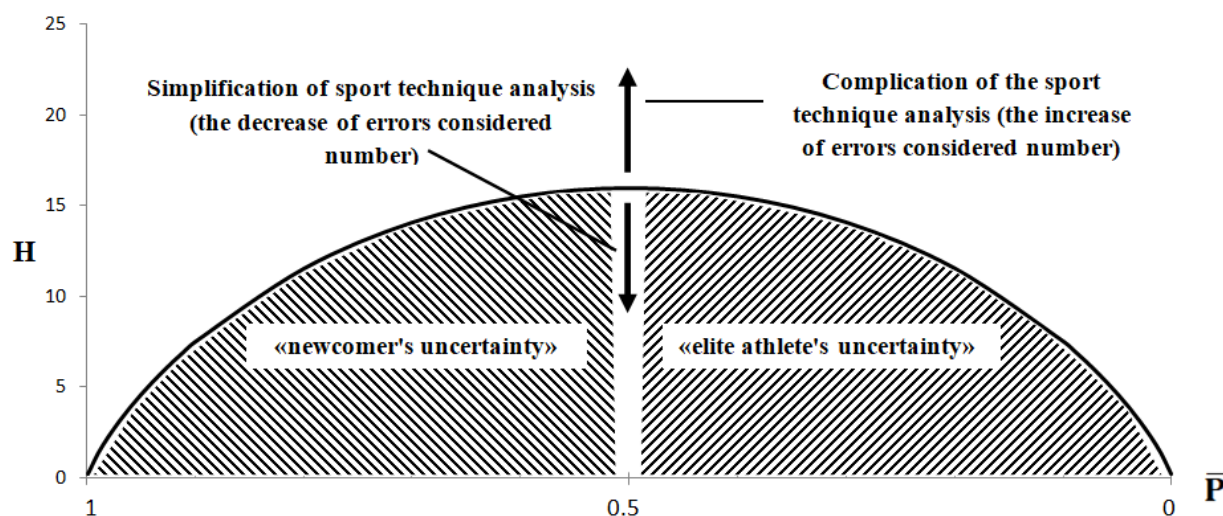 25
Simplification of sport technique analysis
(the decrease of errors considered
number)
Complication of the sport
technique analysis (the increase
of errors considered number)
20
15
H
10
«newcomer's uncertainty»
«elite athlete's uncertainty»
5
0
1
0.5
0
P̅